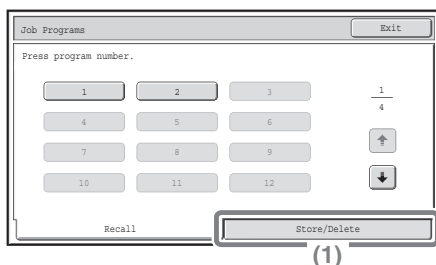 Job Programs Exit
Press program number.
1 2 3 1
4
4 5 6
7 8 9
10 11 12
Recall Store/Delete
(1)